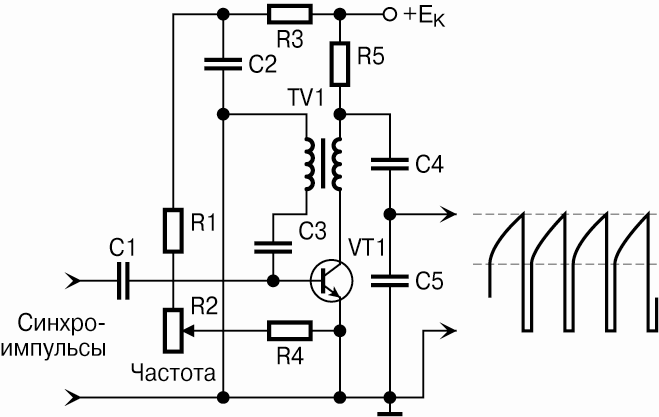 +EK
R3
C2
R5
TV1
C4
R1
C3
VT1
C1
R2
C5
Синхро-
импульсы
R4
Частота